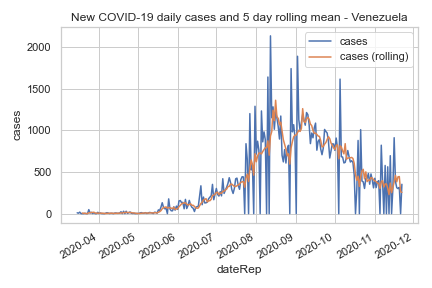 New COVID-19 daily cases and 5 day rolling mean - Venezuela
cases
cases (rolling)
2000
1500
1000
500
0
cases
2020-04
2020-05
2020-06
2020-07
2020-08
2020-09
2020-10
2020-11
2020-12
dateRep